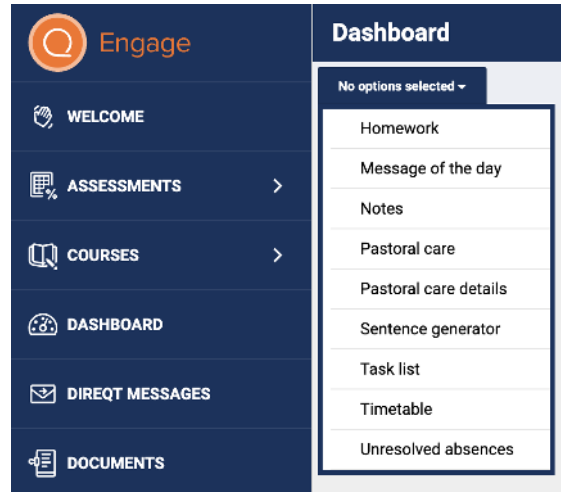 Engage
WELCOME
ASSESSMENTS
COURSES
DASHBOARD
DIREQT MESSAGES
DOCUMENTS
Dashboard
No options selected
Homework
Message of the day
Notes
Pastoral care
Pastoral care details
Sentence generator
Task list
Timetable
Unresolved absences